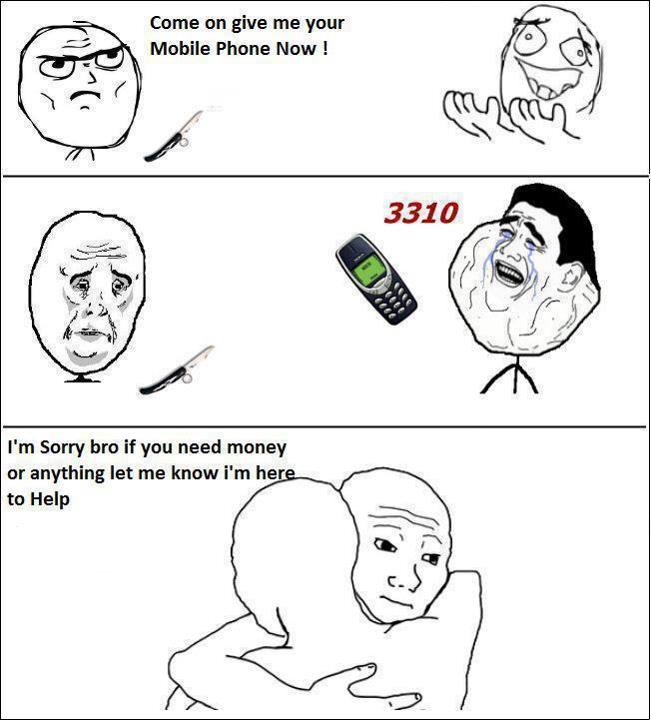 Come on give me your
Mobile Phone Now !
3310
I'm Sorry bro if you need money
or anything let me know i'm here
to Help